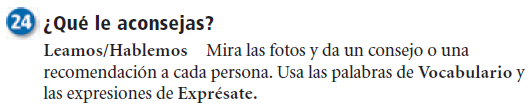 24 ¿Qué le aconsejas?
Leamos/Hablemos Mira las fotos y da un consejo o una
recomendación a cada persona. Usa las palabras de Vocabulario y
las expresiones de Exprésate.